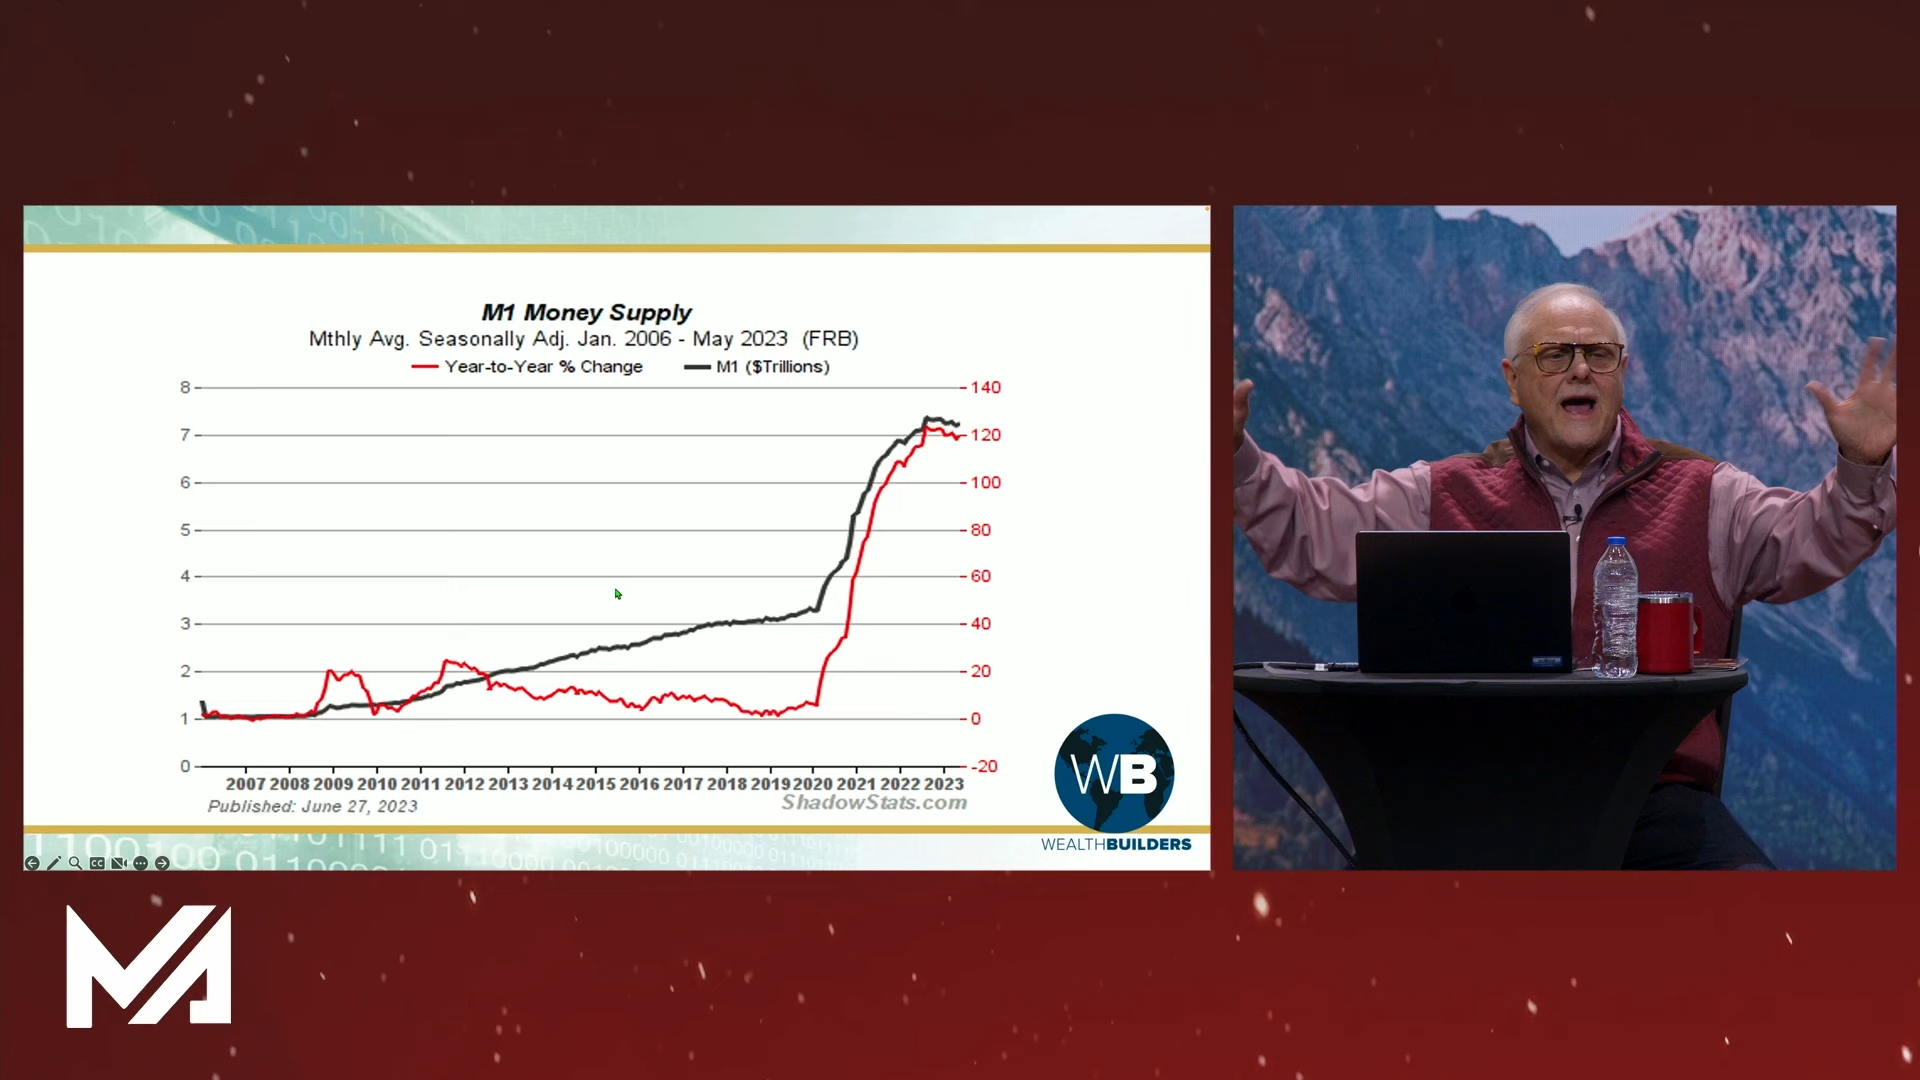 M1 Money Supply
Mthly Avg. Seasonally Adj. Jan. 2006 - May 2023 (FRB)
Year-to-Year % Change M1 ($Trillions)
8 140
7 120
6 100
5 80
4 60
3 40
2 20
1 0
0 -20
2007 2008 2009 2010 2011 2012 2013 2014 2015 2016 2017 2018 2019 2020 2021 2022 2023
Published: June 27, 2023 ShadowStats.com
WB
WEALTHBUILDERS
CC
MA